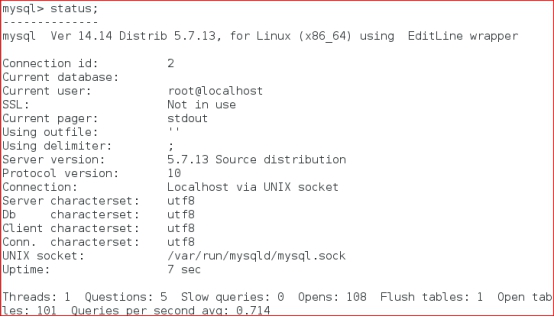 mysql> status;
--------------
mysql  Ver 14.14 Distrib 5.7.13, for Linux (x86_64) using  EditLine wrapper

Connection id:          2
Current database:
Current user:           root@localhost
SSL:                    Not in use
Current pager:          stdout
Using outfile:          ''
Using delimiter:        ;
Server version:         5.7.13 Source distribution
Protocol version:       10
Connection:             Localhost via UNIX socket
Server characterset:    utf8
Db     characterset:    utf8
Client characterset:    utf8
Conn.  characterset:    utf8
UNIX socket:            /var/run/mysqld/mysql.sock
Uptime:                 7 sec

Threads: 1  Questions: 5  Slow queries: 0  Opens: 108  Flush tables: 1  Open tab
les: 101  Queries per second avg: 0.714